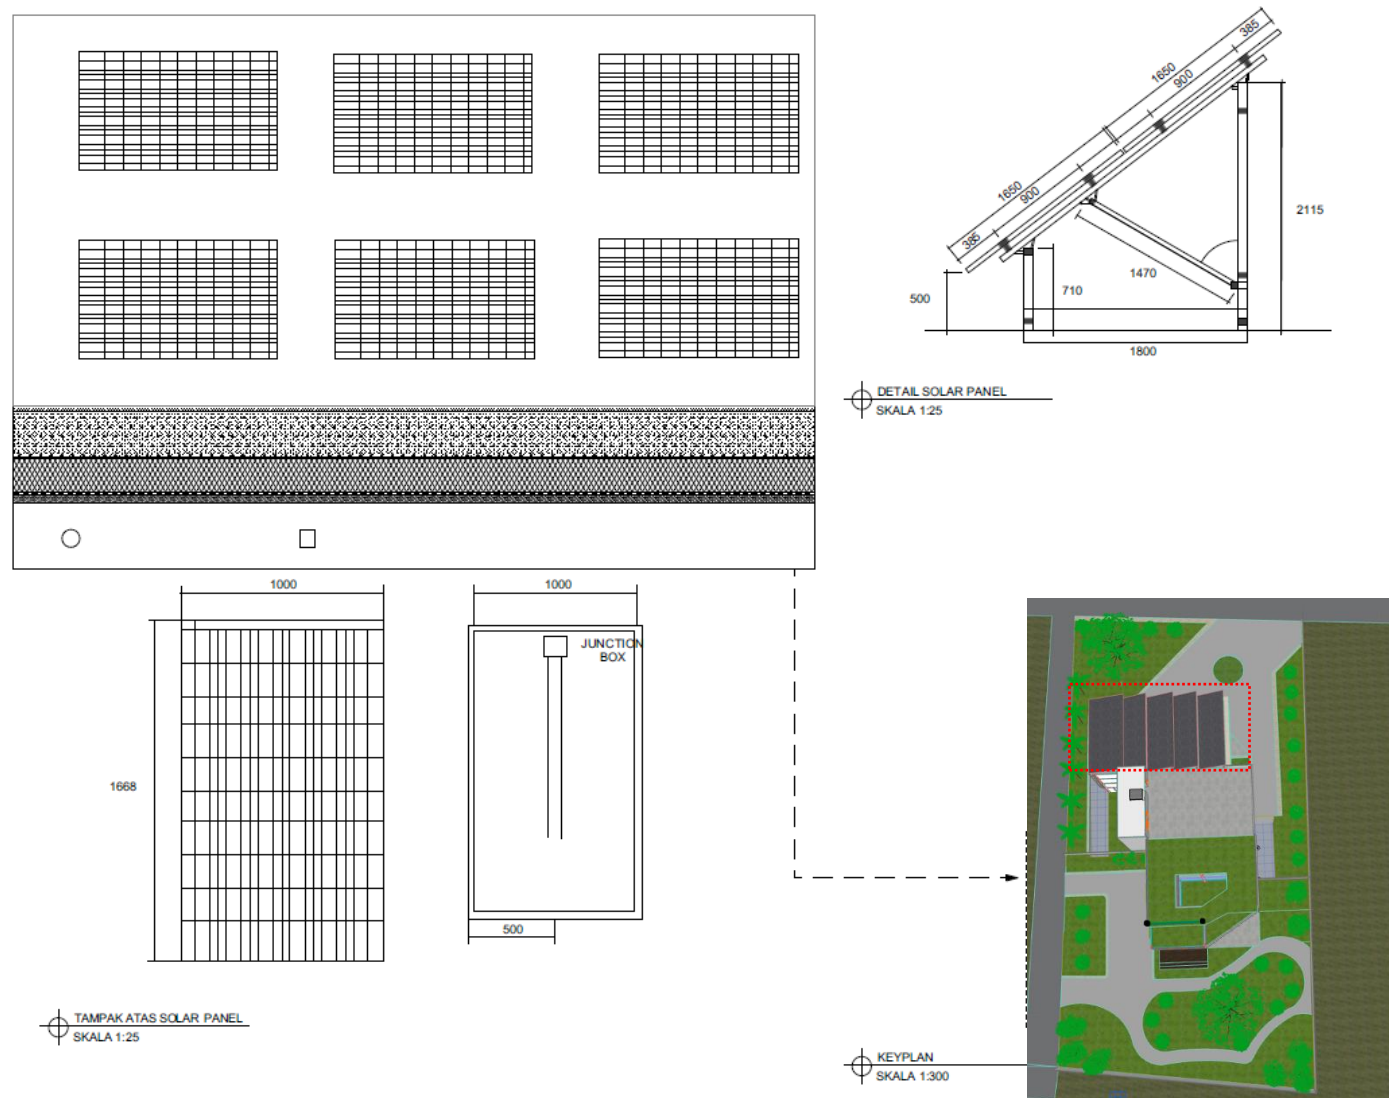 385
1650
900
1650
900
385
2115
1470
710
500
1800
DETAIL SOLAR PANEL
SKALA 1:25
1000
1000
JUNCTION
BOX
1668
500
TAMPAK ATAS SOLAR PANEL
SKALA 1:25
KEYPLAN
SKALA 1:300